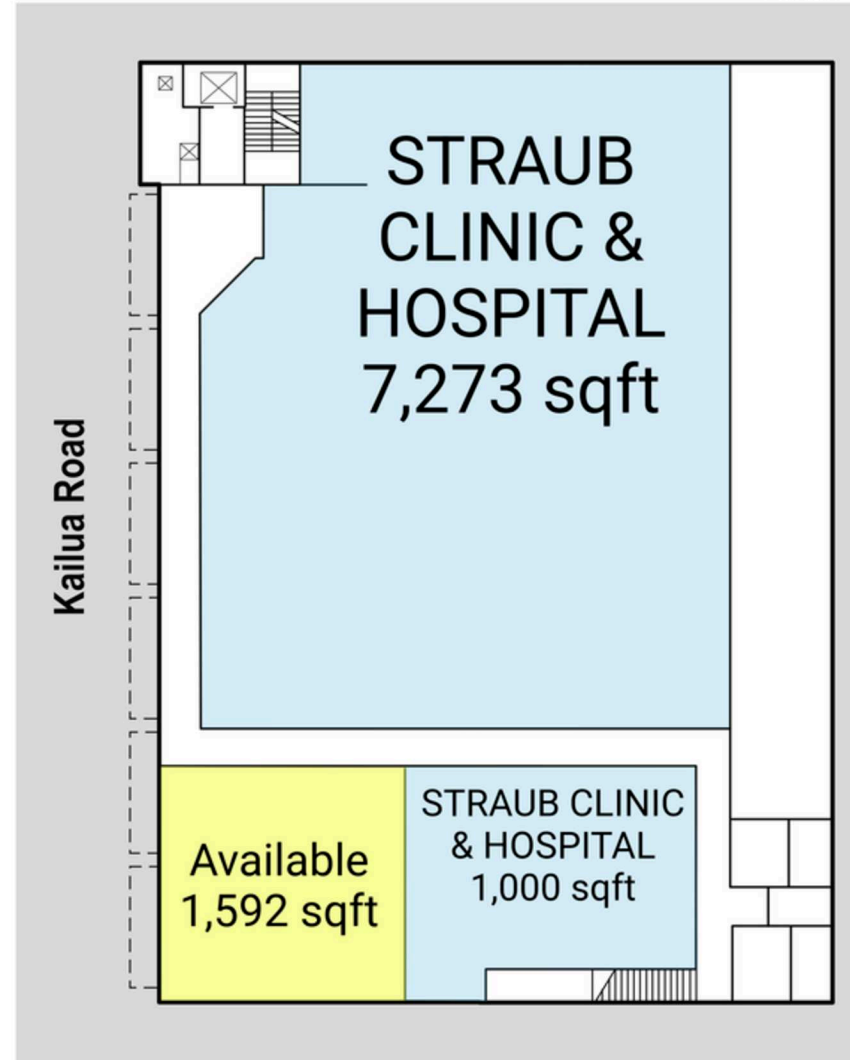 STRAUB
CLINIC &
HOSPITAL
7,273 sqft
Kailua Road
Available
1,592 sqft
STRAUB CLINIC
& HOSPITAL
1,000 sqft